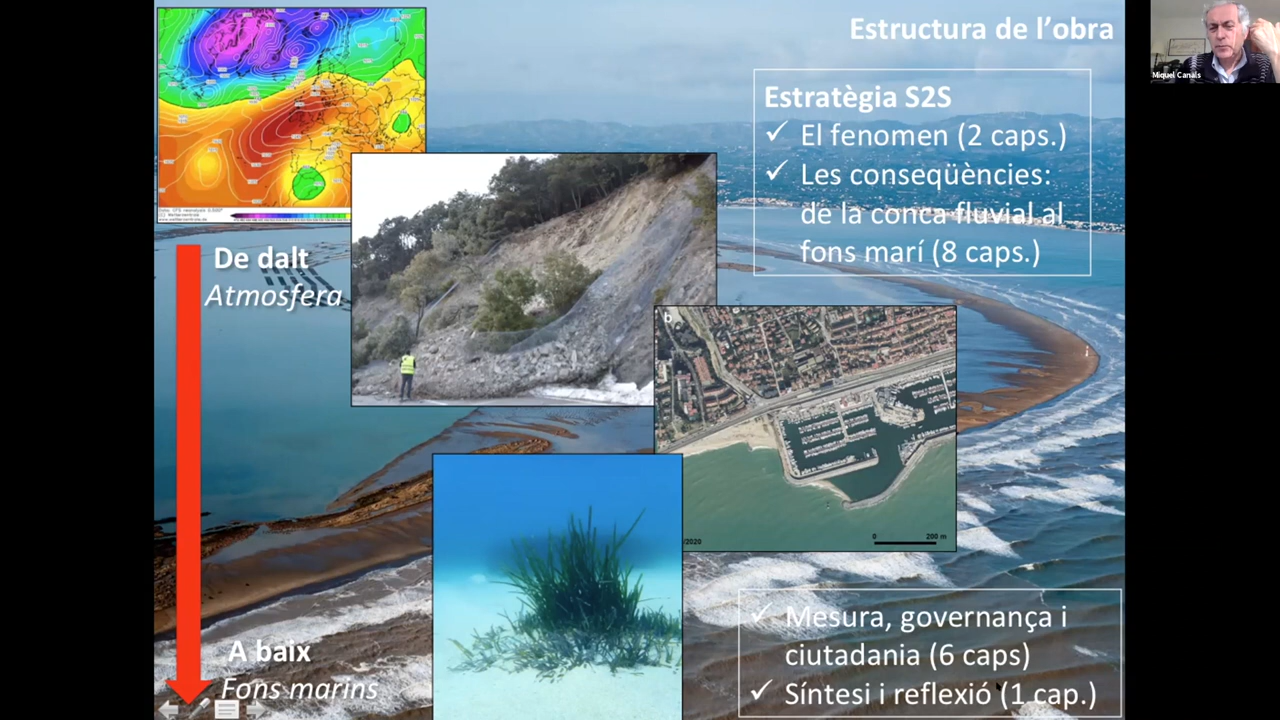 Estructura de l'obra
Miquel Canals
Estratègia S2S
✓ El fenomen (2 caps.)
✓ Les conseqüències:
de la conca fluvial al
fons marí (8 caps.)
De dalt
Atmosfera
b
0 200 m
/2020
✓ Mesura, governança i
ciutadania (6 caps)
✓ Síntesi i reflexió (1 cap.)
A baix
Fons marins